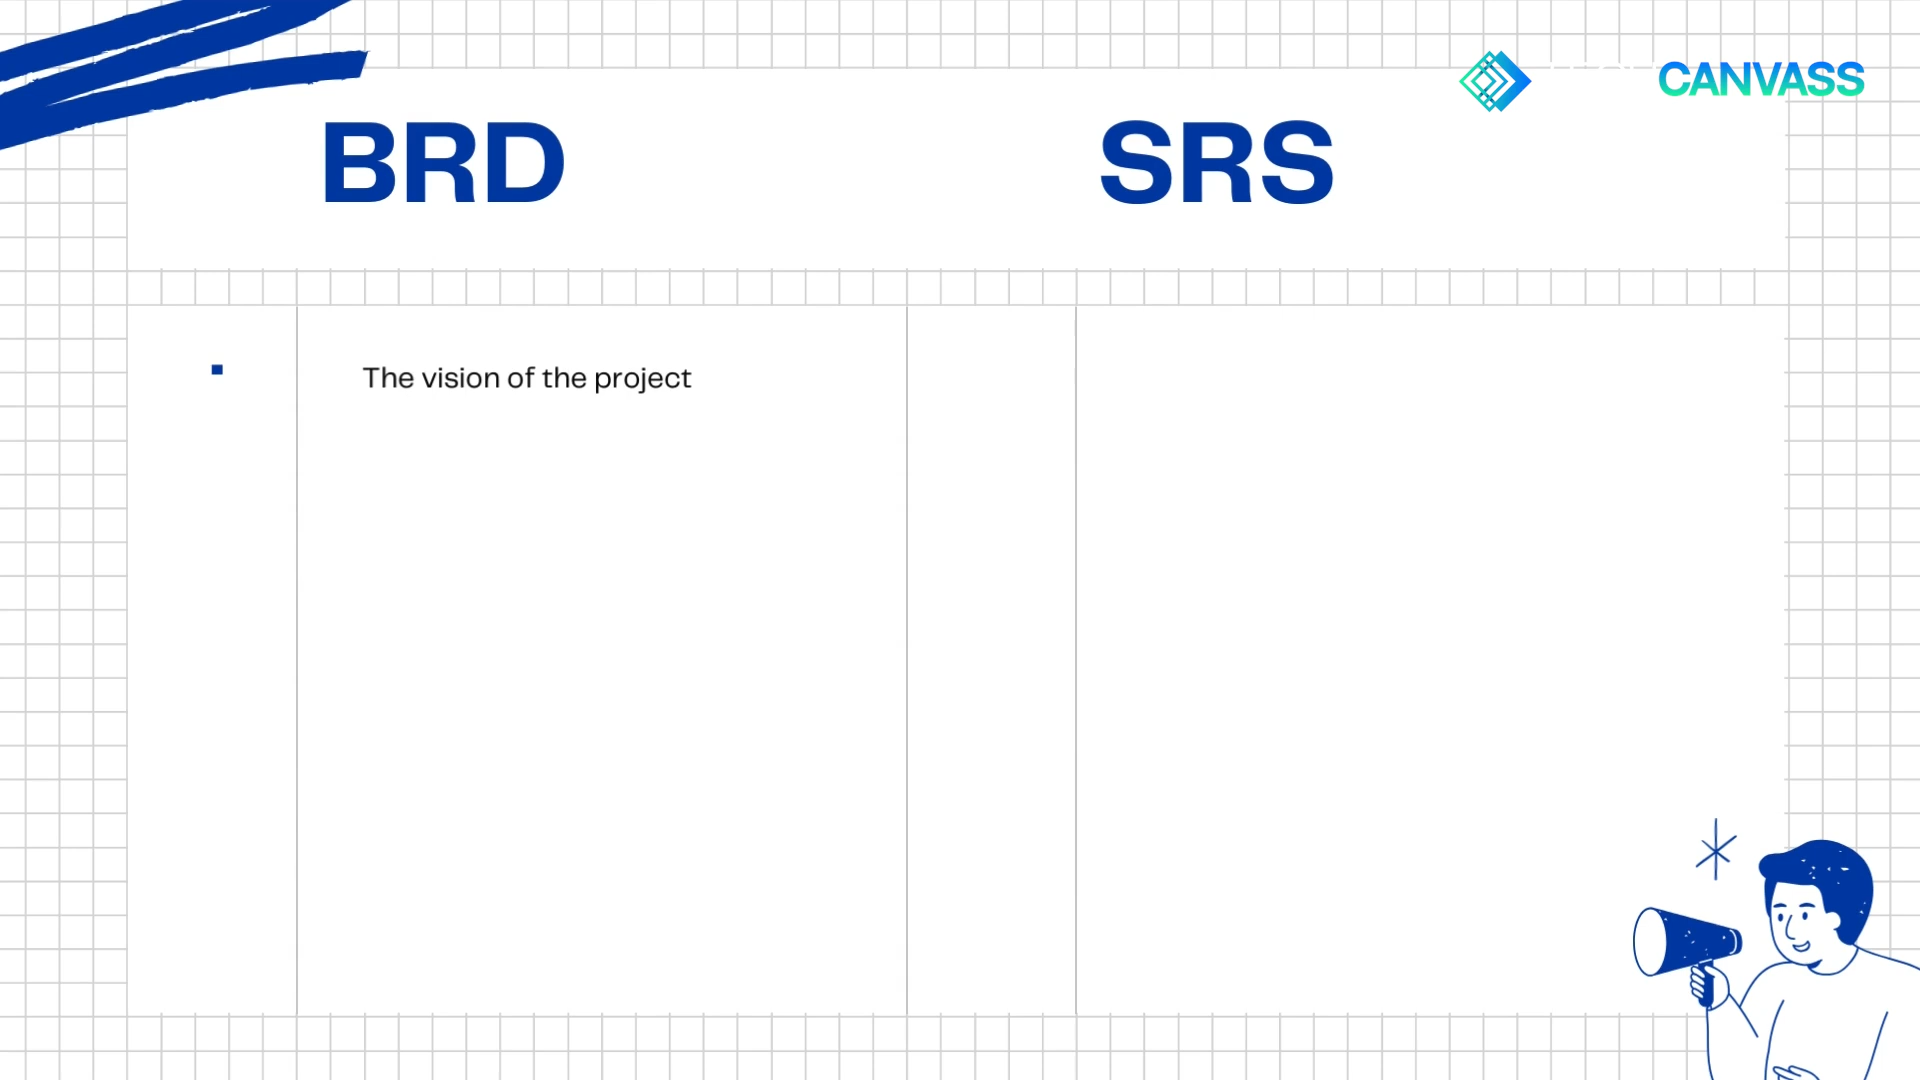 CANVASS
BRD
SRS
The vision of the project